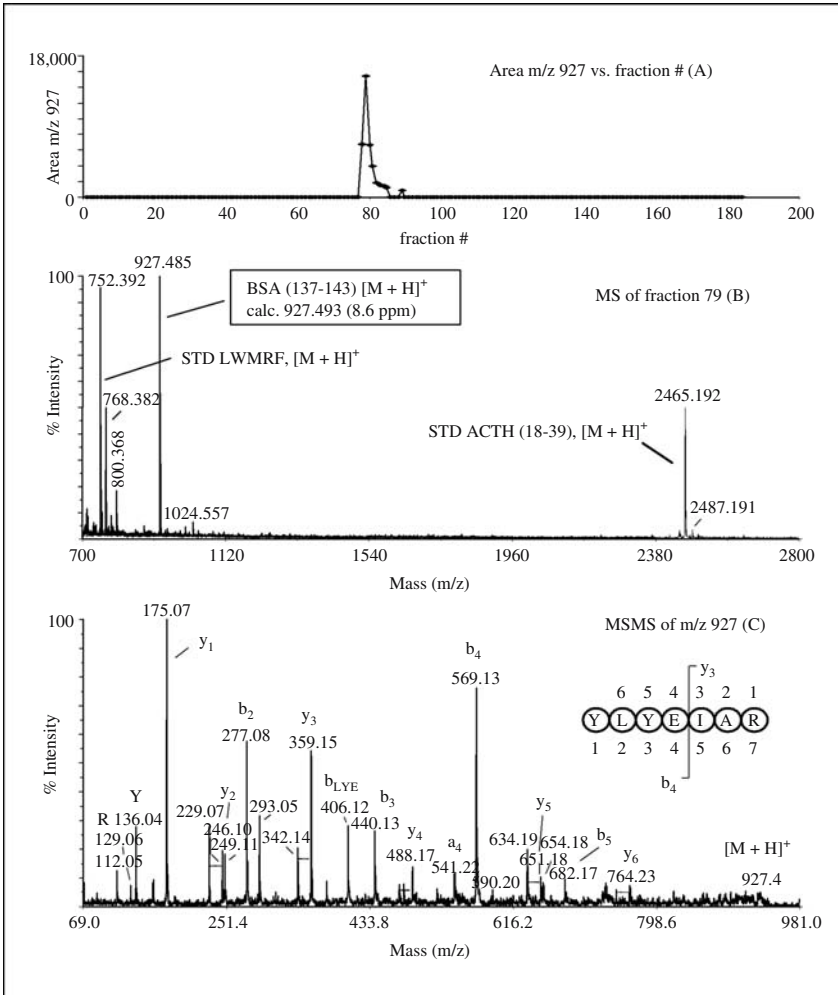 Area m/z 927 vs. fraction # (A)
18,000
0
Area m/z 927
0 20 40 60 80 100 120 140 160 180 200
fraction #
MS of fraction 79 (B)
100
% Intensity
752.392
927.485
BSA (137-143) [M + H]+
calc. 927.493 (8.6 ppm)
STD LWMRF, [M + H]+
768.382
800.368
1024.557
2465.192
STD ACTH (18-39), [M + H]+
2487.191
700 1120 1540 1960 2380 2800
Mass (m/z)
MSMS of m/z 927 (C)
100
% Intensity
175.07
y1
b4
569.13
y3
6 5 4 3 2 1
Y L Y E I A R
1 2 3 4 5 6 7
b4
b2
277.08
y3
359.15
Y
R 136.04
129.06
112.05
229.07
y2
246.10
249.11
293.05
342.14
bLYE
406.12
b3
440.13
y4
488.17
a4
541.22
590.20
634.19
y5
654.18
651.18
b5
682.17
y6
764.23
[M + H]+
927.4
69.0 251.4 433.8 616.2 798.6 981.0
Mass (m/z)